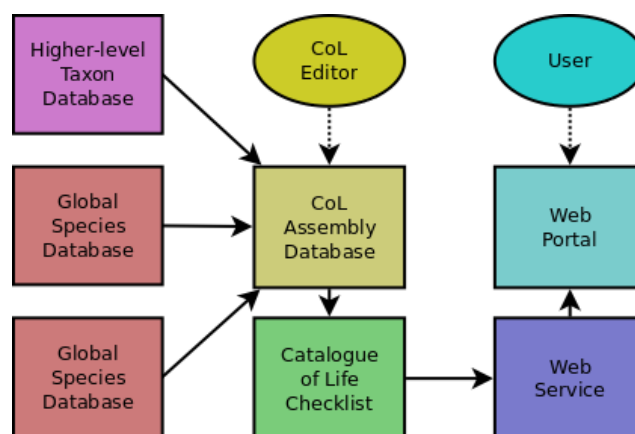 Higher-level
Taxon
Database
CoL
Editor
User
Global
Species
Database
CoL
Assembly
Database
Web
Portal
Global
Species
Database
Catalogue
of Life
Checklist
Web
Service